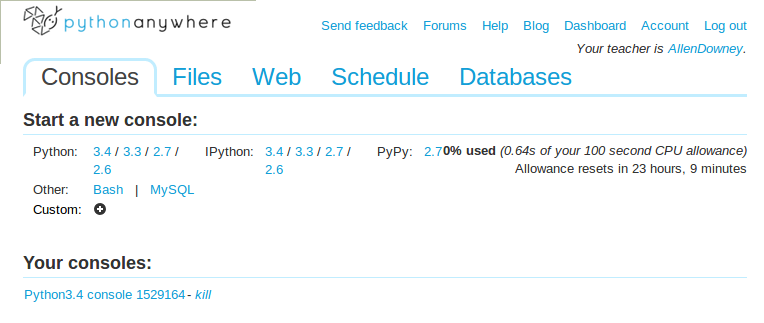 pythonanywhere
Send feedback Forums Help Blog Dashboard Account Log out
Your teacher is AllenDowney.
Consoles Files Web Schedule Databases
Start a new console:
Python: 3.4 / 3.3 / 2.7 / 2.6 IPython: 3.4 / 3.3 / 2.7 / 2.6 PyPy: 2.7
0% used (0.64s of your 100 second CPU allowance)
Allowance resets in 23 hours, 9 minutes
Other: Bash | MySQL
Custom:
Your consoles:
Python3.4 console 1529164 - kill